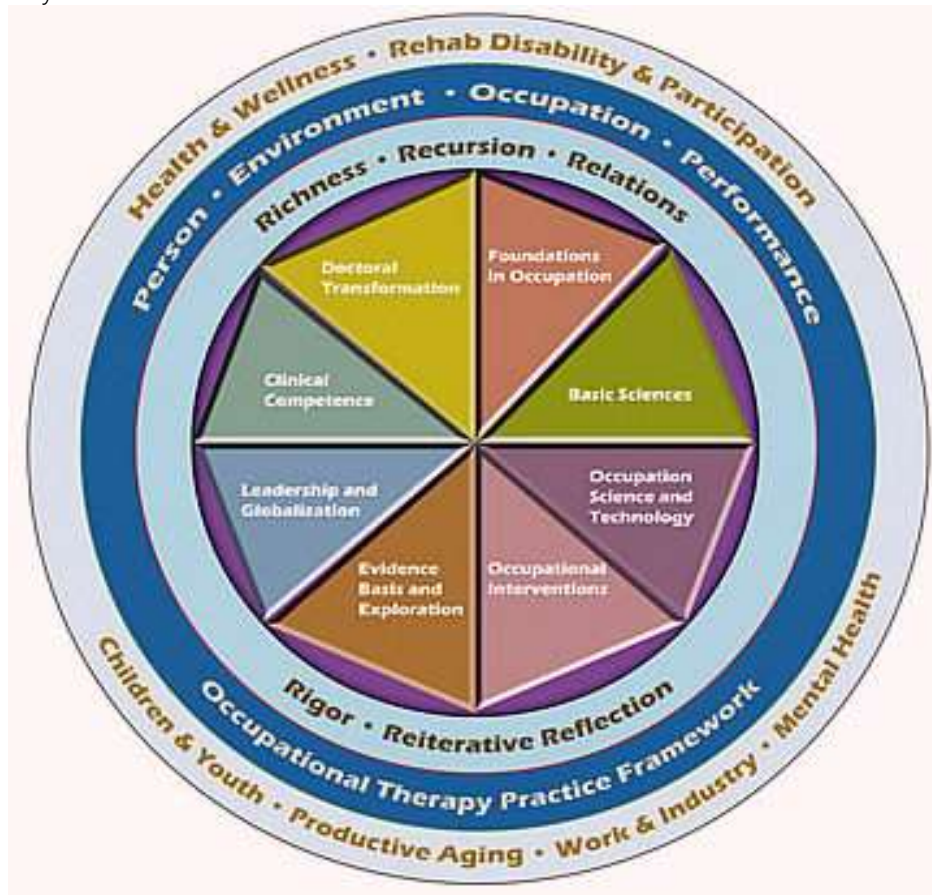 Health & Wellness • Rehab Disability & Participation
Person • Environment • Occupation • Performance
Richness • Recursion • Relations
Doctoral
Transformation
Foundations
in Occupation
Clinical
Competence
Basic Sciences
Leadership and
Globalization
Occupation
Science and
Technology
Evidence
Basis and
Exploration
Occupational
Interventions
Rigor • Reiterative Reflection
Occupational Therapy Practice Framework
Children & Youth • Productive Aging • Work & Industry • Mental Health